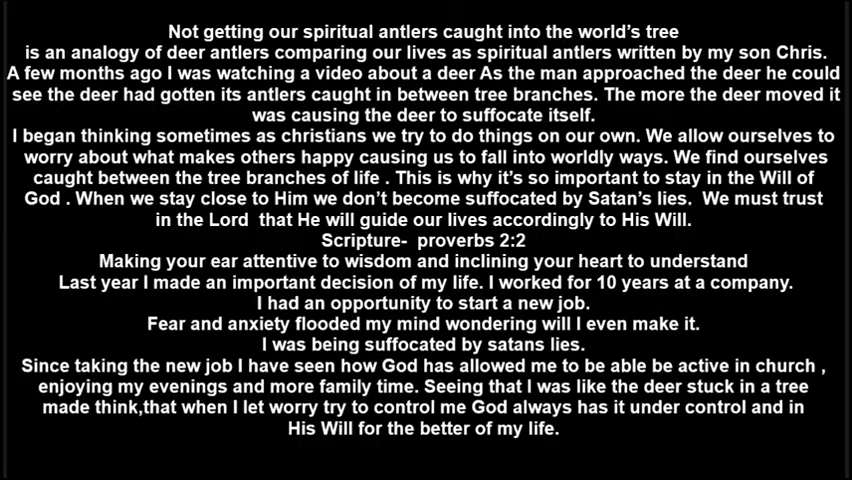 Not getting our spiritual antlers caught into the world's tree
is an analogy of deer antlers comparing our lives as spiritual antlers written by my son Chris.
A few months ago I was watching a video about a deer As the man approached the deer he could
see the deer had gotten its antlers caught in between tree branches. The more the deer moved it
was causing the deer to suffocate itself.
I began thinking sometimes as christians we try to do things on our own. We allow ourselves to
worry about what makes others happy causing us to fall into worldly ways. We find ourselves
caught between the tree branches of life . This is why it's so important to stay in the Will of
God . When we stay close to Him we don't become suffocated by Satan's lies. We must trust
in the Lord that He will guide our lives accordingly to His Will.
Scripture- proverbs 2:2
Making your ear attentive to wisdom and inclining your heart to understand
Last year I made an important decision of my life. I worked for 10 years at a company.
I had an opportunity to start a new job.
Fear and anxiety flooded my mind wondering will I even make it.
I was being suffocated by satans lies.
Since taking the new job I have seen how God has allowed me to be able be active in church ,
enjoying my evenings and more family time. Seeing that I was like the deer stuck in a tree
made think,that when I let worry try to control me God always has it under control and in
His Will for the better of my life.